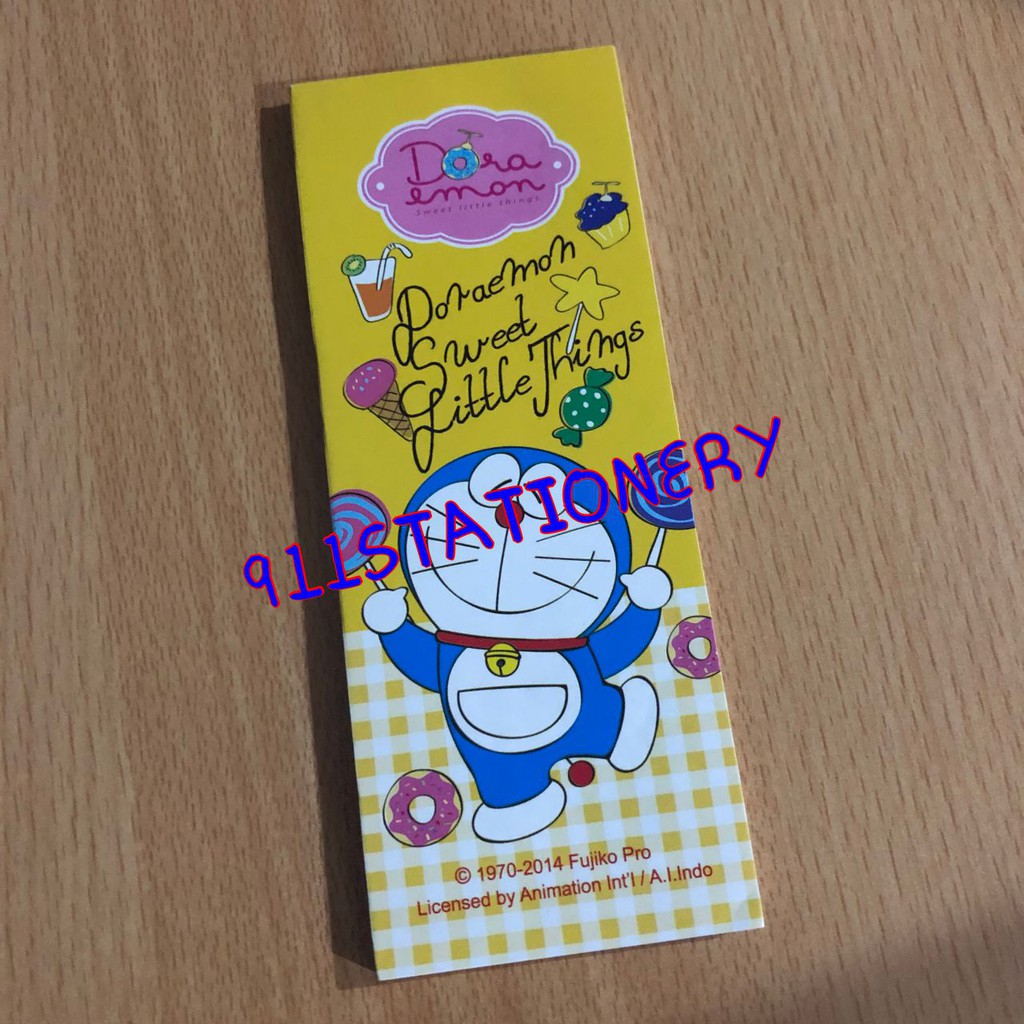 Dora
emon
sweet little things
Doraemon
Sweet
Little Things
911STATIONERY
© 1970-2014 Fujiko Pro
Licensed by Animation Int'l / A.I.Indo